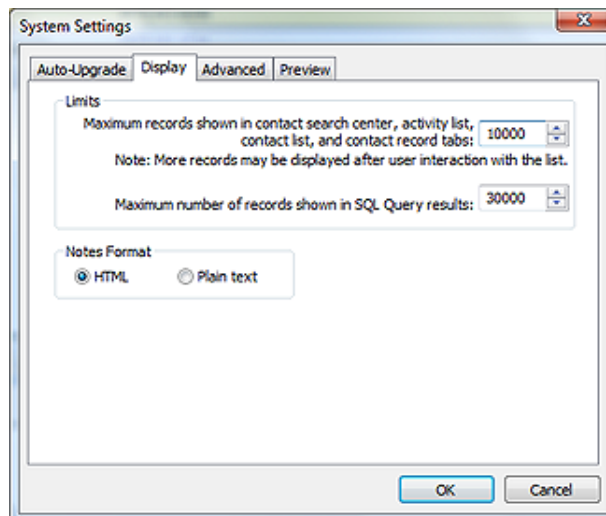 System Settings
Auto-Upgrade Display Advanced Preview
Limits
Maximum records shown in contact search center, activity list,
contact list, and contact record tabs: 10000
Note: More records may be displayed after user interaction with the list.
Maximum number of records shown in SQL Query results: 30000
Notes Format
HTML Plain text
OK Cancel